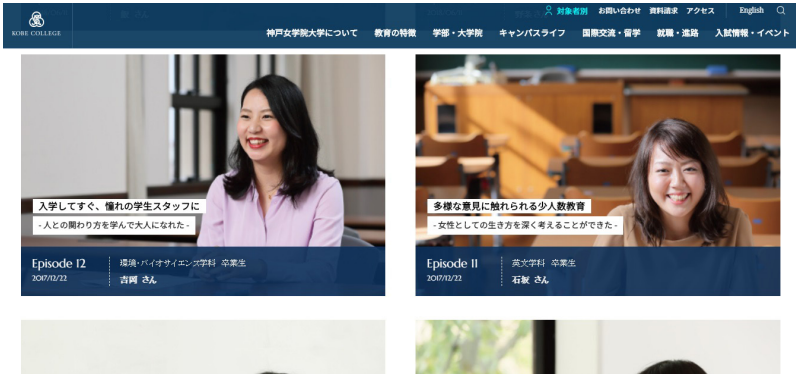 対象者別 お問い合わせ 資料請求 アクセス English
KOBE COLLEGE
神戸女学院大学について 教育の特徴 学部・大学院 キャンパスライフ 国際交流・留学 就職・進路 入試情報・イベント
入学してすぐ、憧れの学生スタッフに
- 人との関わり方を学んで大人になれた -
Episode 12
環境・バイオサイエンス学科 卒業生
2017/12/22
吉岡 さん
多様な意見に触れられる少人数教育
- 女性としての生き方を深く考えることができた -
Episode 11
英文学科 卒業生
2017/12/22
石坂 さん